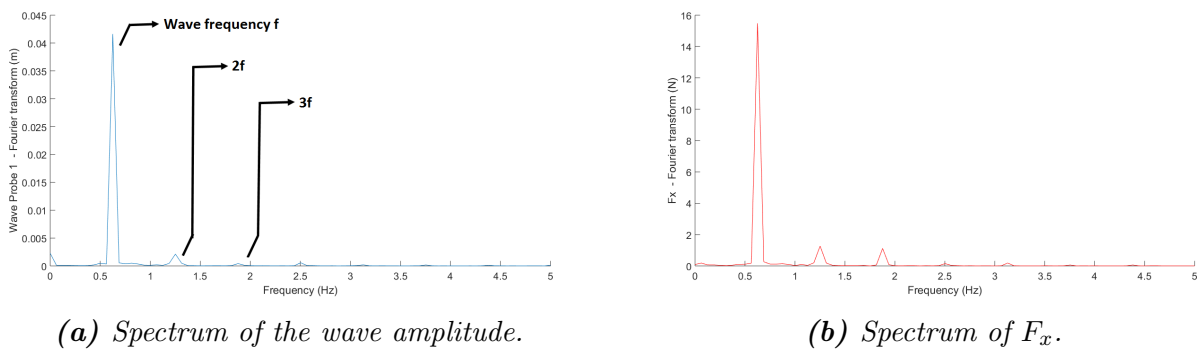 0.045
0.04
0.035
0.03
0.025
0.02
0.015
0.01
0.005
0
Wave Probe 1 - Fourier transform (m)
Wave frequency f
2f
3f
0 0.5 1 1.5 2 2.5 3 3.5 4 4.5 5
Frequency (Hz)
(a) Spectrum of the wave amplitude.
16
14
12
10
8
6
4
2
0
Fx - Fourier transform (N)
0 0.5 1 1.5 2 2.5 3 3.5 4 4.5 5
Frequency (Hz)
(b) Spectrum of Fx.